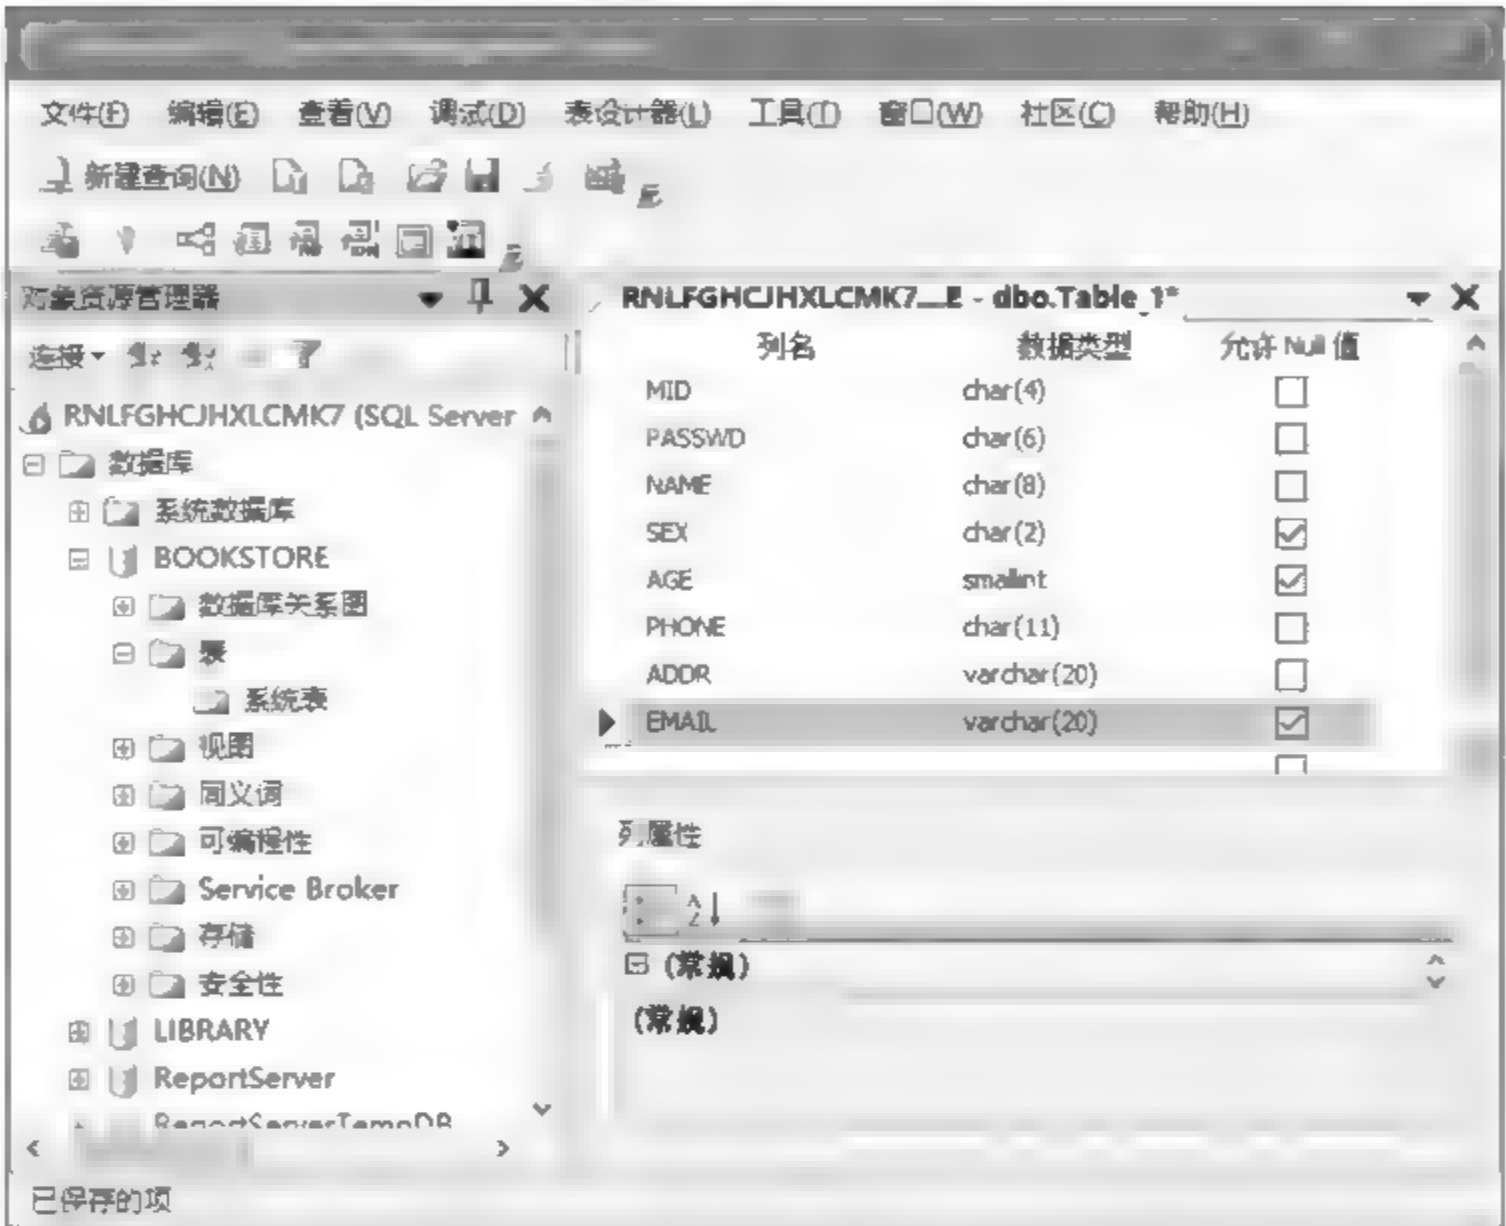 文件(F) 编辑(E) 查看(V) 调试(D) 表设计器(L) 工具(T) 窗口(W) 社区(C) 帮助(H)
新建查询(N)
对象资源管理器
连接
RNLFGHCJHXLCMK7 (SQL Server
数据库
系统数据库
BOOKSTORE
数据库关系图
表
系统表
视图
同义词
可编程性
Service Broker
存储
安全性
LIBRARY
ReportServer
ReportServerTempDB
RNLFGHCJHXLCMK7...E - dbo.Table_1*
列名 数据类型 允许 Null 值
MID char(4)
PASSWD char(6)
NAME char(8)
SEX char(2)
AGE smallint
PHONE char(11)
ADDR varchar(20)
EMAIL varchar(20)
列属性
(常规)
(常规)
已保存的项